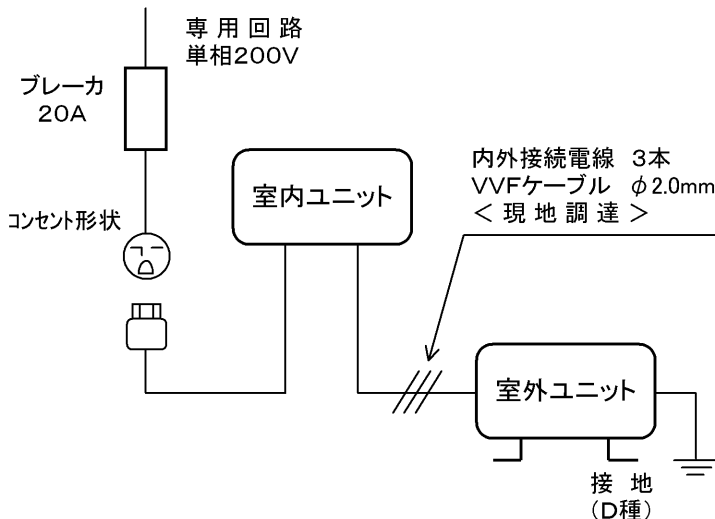 専用回路
単相200V
ブレーカ
20A
コンセント形状
室内ユニット
内外接続電線 3本
VVFケーブル φ2.0mm
<現地調達>
室外ユニット
接地
(D種)